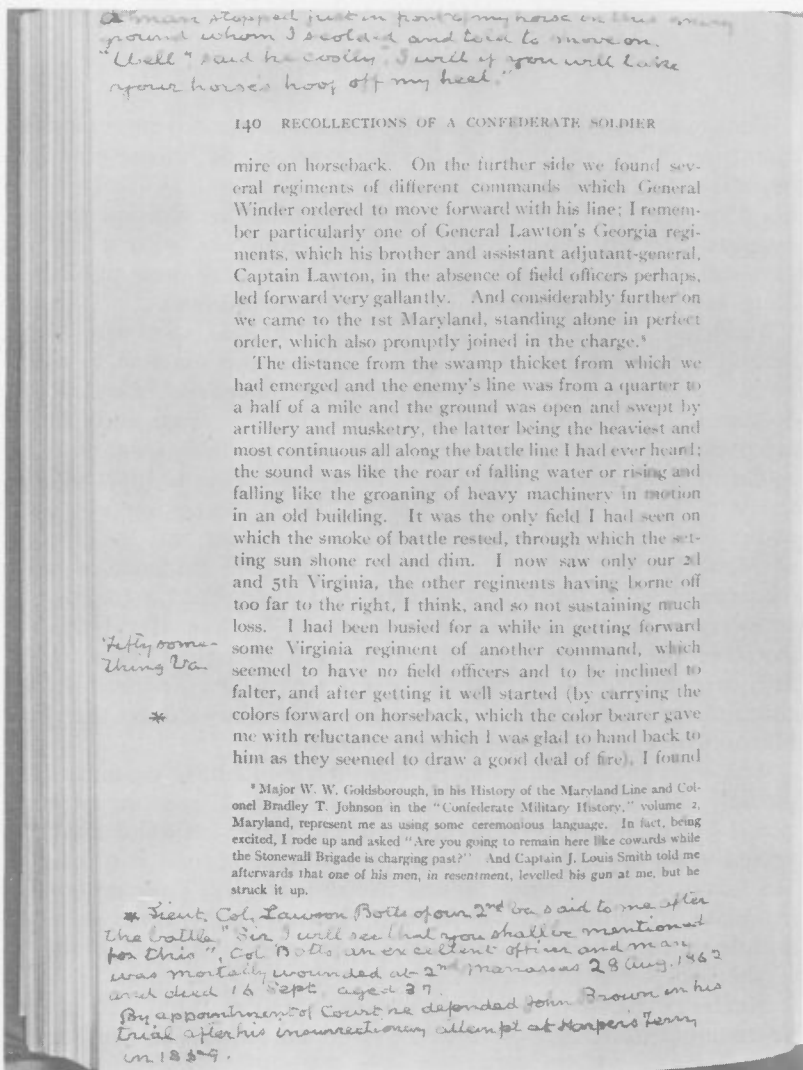 A man stopped just in front of my horse in this miry
ground whom I scolded and told to move on.
"Well" said he cooly "I will if you will take
your horse's hoof off my heel."
140 RECOLLECTIONS OF A CONFEDERATE SOLDIER
mire on horseback. On the further side we found sev-
eral regiments of different commands which General
Winder ordered to move forward with his line; I remem-
ber particularly one of General Lawton's Georgia regi-
ments, which his brother and assistant adjutant-general,
Captain Lawton, in the absence of field officers perhaps,
led forward very gallantly. And considerably further on
we came to the 1st Maryland, standing alone in perfect
order, which also promptly joined in the charge.⁸
The distance from the swamp thicket from which we
had emerged and the enemy's line was from a quarter to
a half of a mile and the ground was open and swept by
artillery and musketry, the latter being the heaviest and
most continuous all along the battle line I had ever heard;
the sound was like the roar of falling water or rising and
falling like the groaning of heavy machinery in motion
in an old building. It was the only field I had seen on
which the smoke of battle rested, through which the set-
ting sun shone red and dim. I now saw only our 2d
and 5th Virginia, the other regiments having borne off
too far to the right, I think, and so not sustaining much
loss. I had been busied for a while in getting forward
some Virginia regiment of another command, which
seemed to have no field officers and to be inclined to
falter, and after getting it well started (by carrying the
colors forward on horseback, which the color bearer gave
me with reluctance and which I was glad to hand back to
him as they seemed to draw a good deal of fire), I found
'Fifty some-
thing Va.
*
⁸ Major W. W. Goldsborough, in his History of the Maryland Line and Col-
onel Bradley T. Johnson in the "Confederate Military History," volume 2,
Maryland, represent me as using some ceremonious language. In fact, being
excited, I rode up and asked "Are you going to remain here like cowards while
the Stonewall Brigade is charging past?" And Captain J. Louis Smith told me
afterwards that one of his men, in resentment, levelled his gun at me, but he
struck it up.
* Lieut. Col. Lawson Botts of our 2nd Va said to me after
the battle "Sir I will see that you shall be mentioned
for this", Col Botts, an excellent officer and man
was mortally wounded at 2nd Manassas 28 Aug. 1862
and died 16 Sept aged 37.
By appointment of Court he defended John Brown in his
trial after his insurrectionary attempt at Harper's Ferry
in 1859.